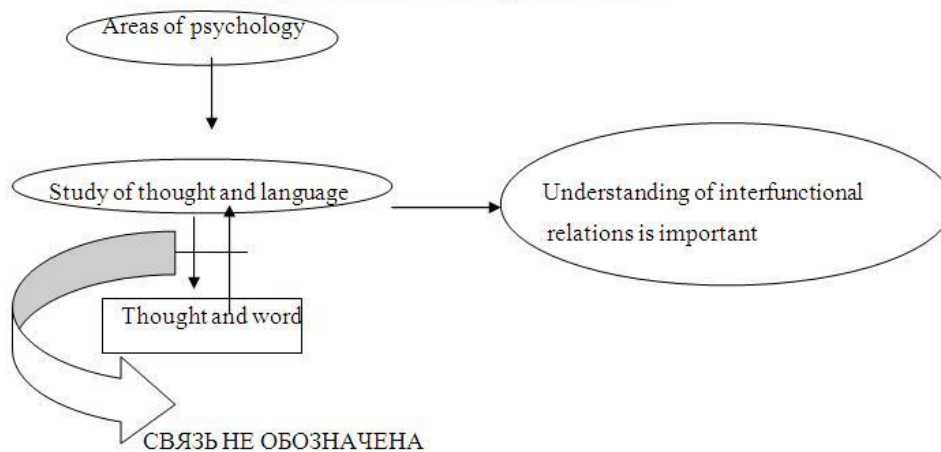 Areas of psychology
Study of thought and language
Understanding of interfunctional
relations is important
Thought and word
СВЯЗЬ НЕ ОБОЗНАЧЕНА